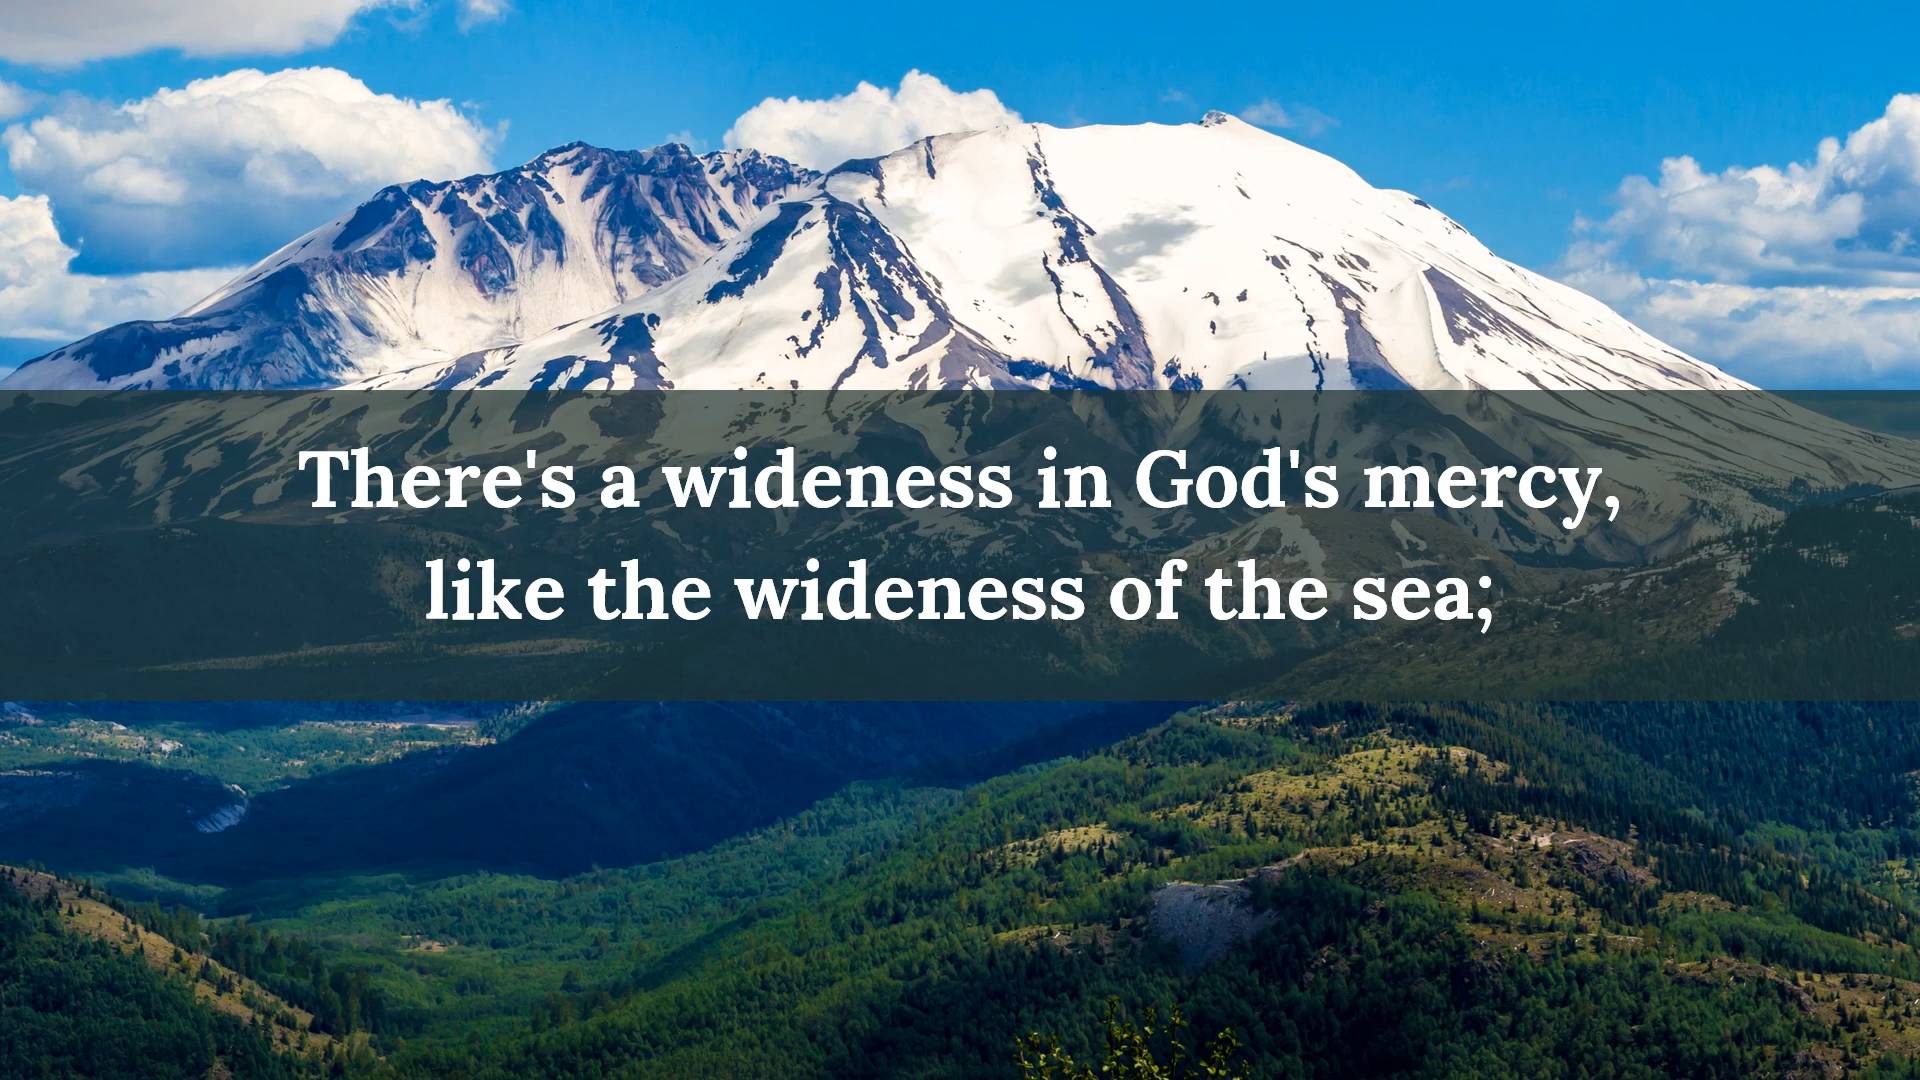 There's a wideness in God's mercy,
like the wideness of the sea;